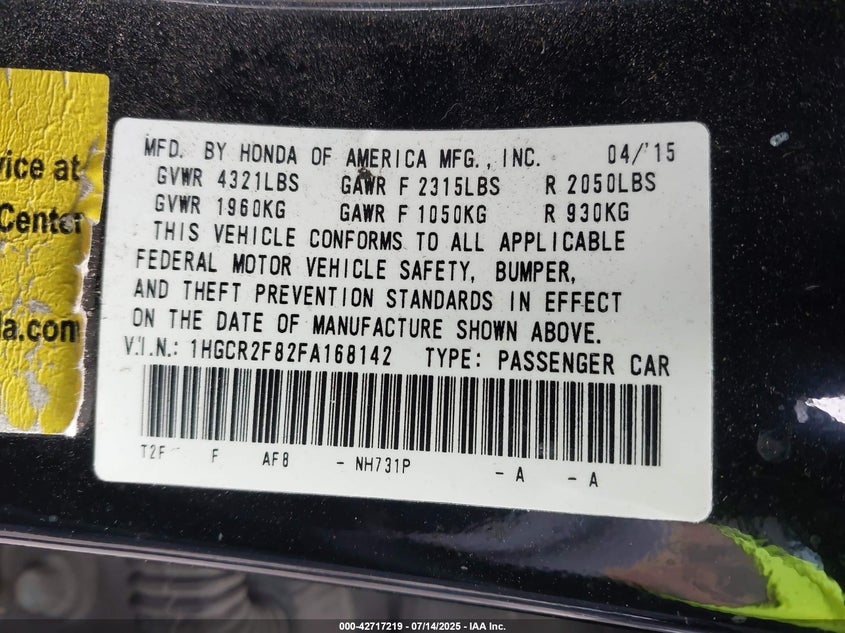 vice at
Center
a.com
MFD. BY HONDA OF AMERICA MFG., INC. 04/'15
GVWR 4321LBS GAWR F 2315LBS R 2050LBS
GVWR 1960KG GAWR F 1050KG R 930KG
THIS VEHICLE CONFORMS TO ALL APPLICABLE
FEDERAL MOTOR VEHICLE SAFETY, BUMPER,
AND THEFT PREVENTION STANDARDS IN EFFECT
ON THE DATE OF MANUFACTURE SHOWN ABOVE.
V.I.N.: 1HGCR2F82FA168142 TYPE: PASSENGER CAR
T2F F AF8 - NH731P - A - A
000-42717219 - 07/14/2025 - IAA Inc.